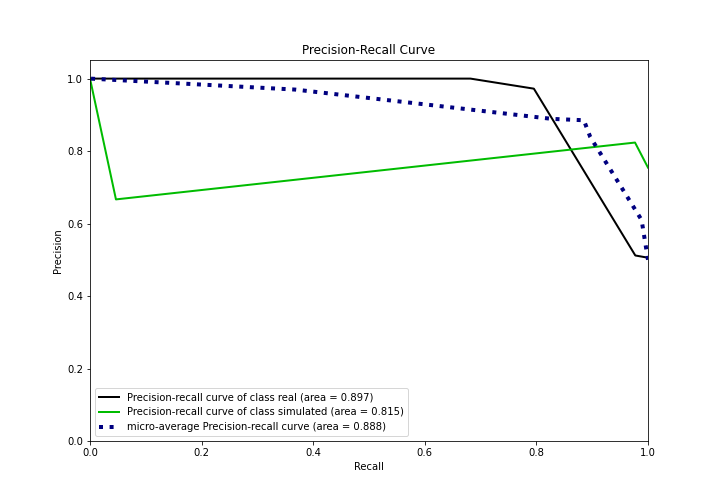 Precision-Recall Curve
1.0
0.8
0.6
0.4
0.2
0.0
Precision
Precision-recall curve of class real (area = 0.897)
Precision-recall curve of class simulated (area = 0.815)
micro-average Precision-recall curve (area = 0.888)
0.0 0.2 0.4 0.6 0.8 1.0
Recall